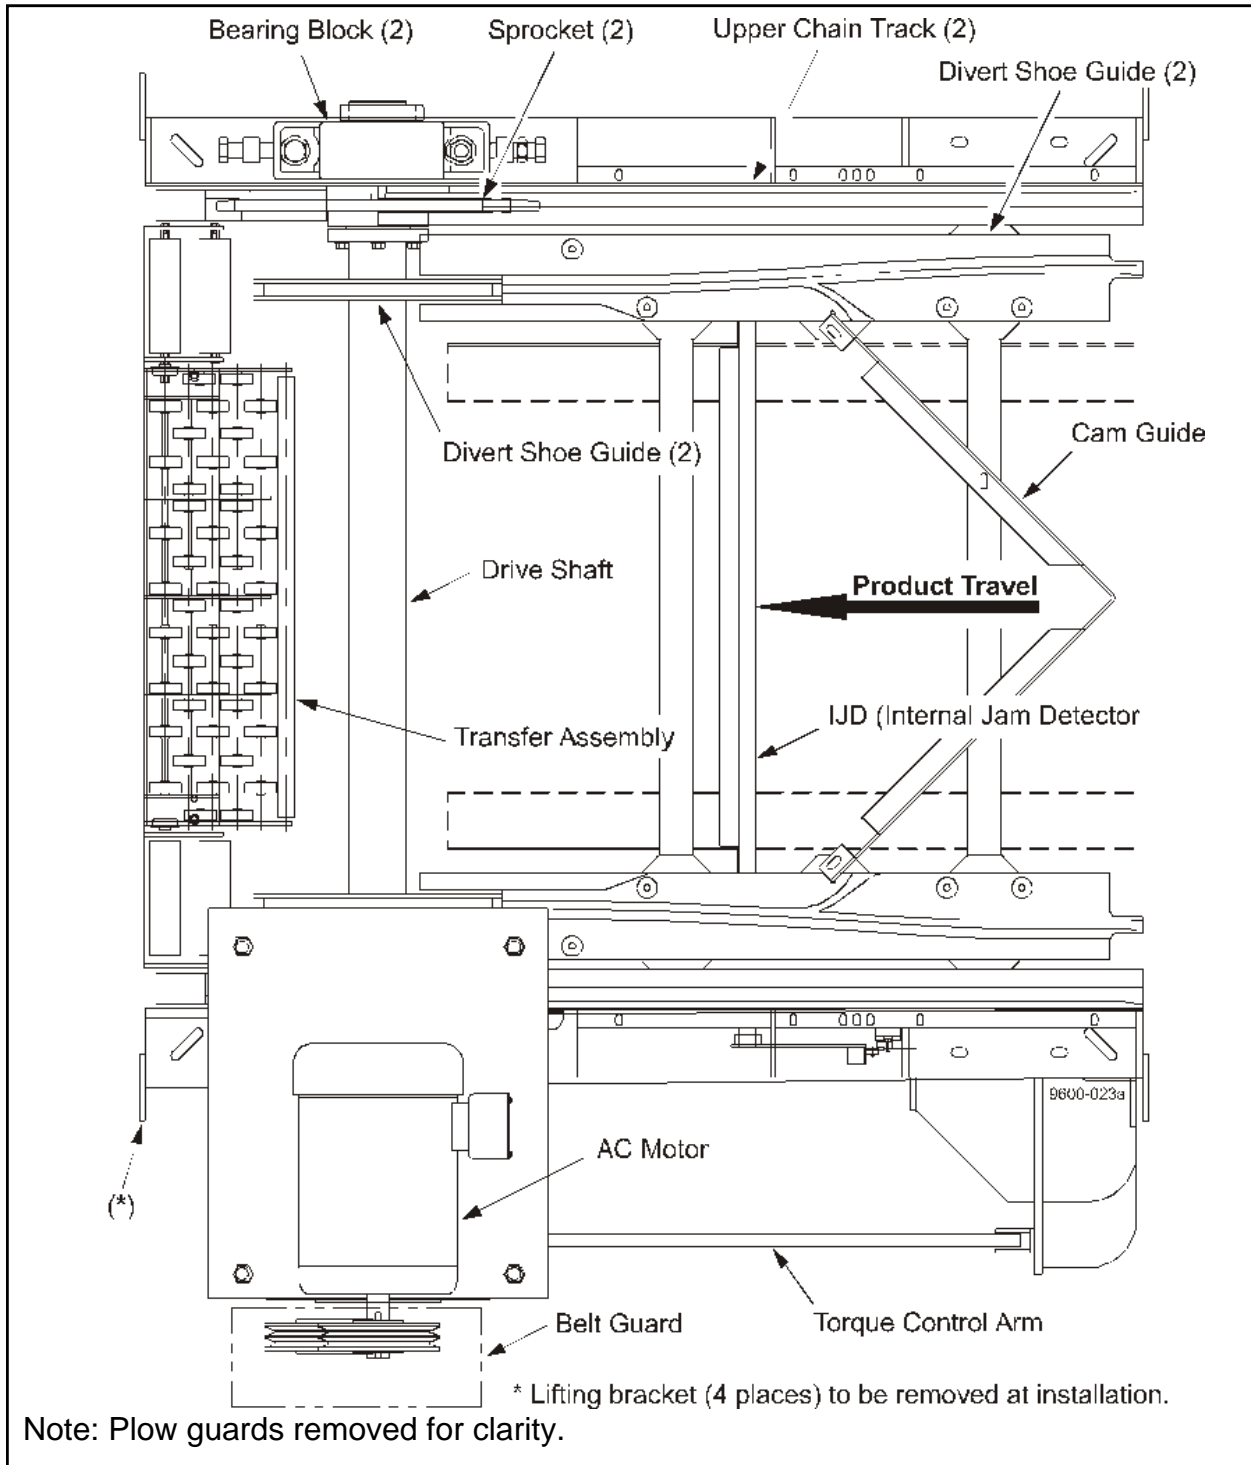 Bearing Block (2)
Sprocket (2)
Upper Chain Track (2)
Divert Shoe Guide (2)
Cam Guide
Divert Shoe Guide (2)
Drive Shaft
Product Travel
IJD (Internal Jam Detector
Transfer Assembly
9600-023a
AC Motor
(*)
Belt Guard
Torque Control Arm
* Lifting bracket (4 places) to be removed at installation.
Note: Plow guards removed for clarity.